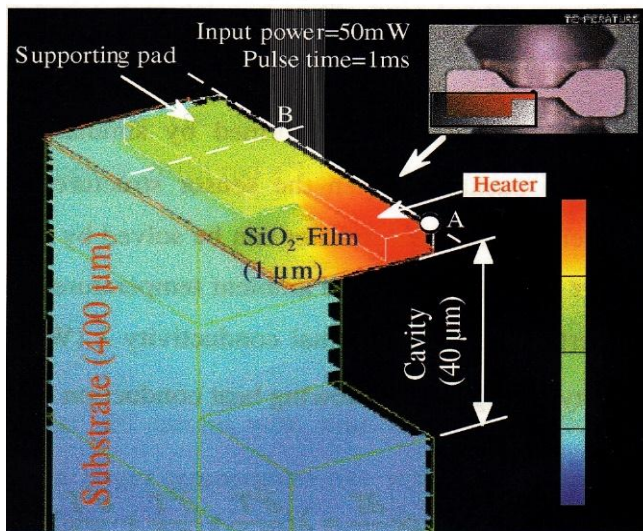 TEMPERATURE
Input power=50mW
Pulse time=1ms
Supporting pad
B
Heater
A
SiO₂-Film
(1 µm)
Cavity
(40 µm)
Substrate (400 µm)